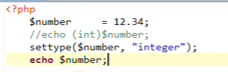 <?php
$number = 12.34;
//echo (int)$number;
settype($number, "integer");
echo $number;